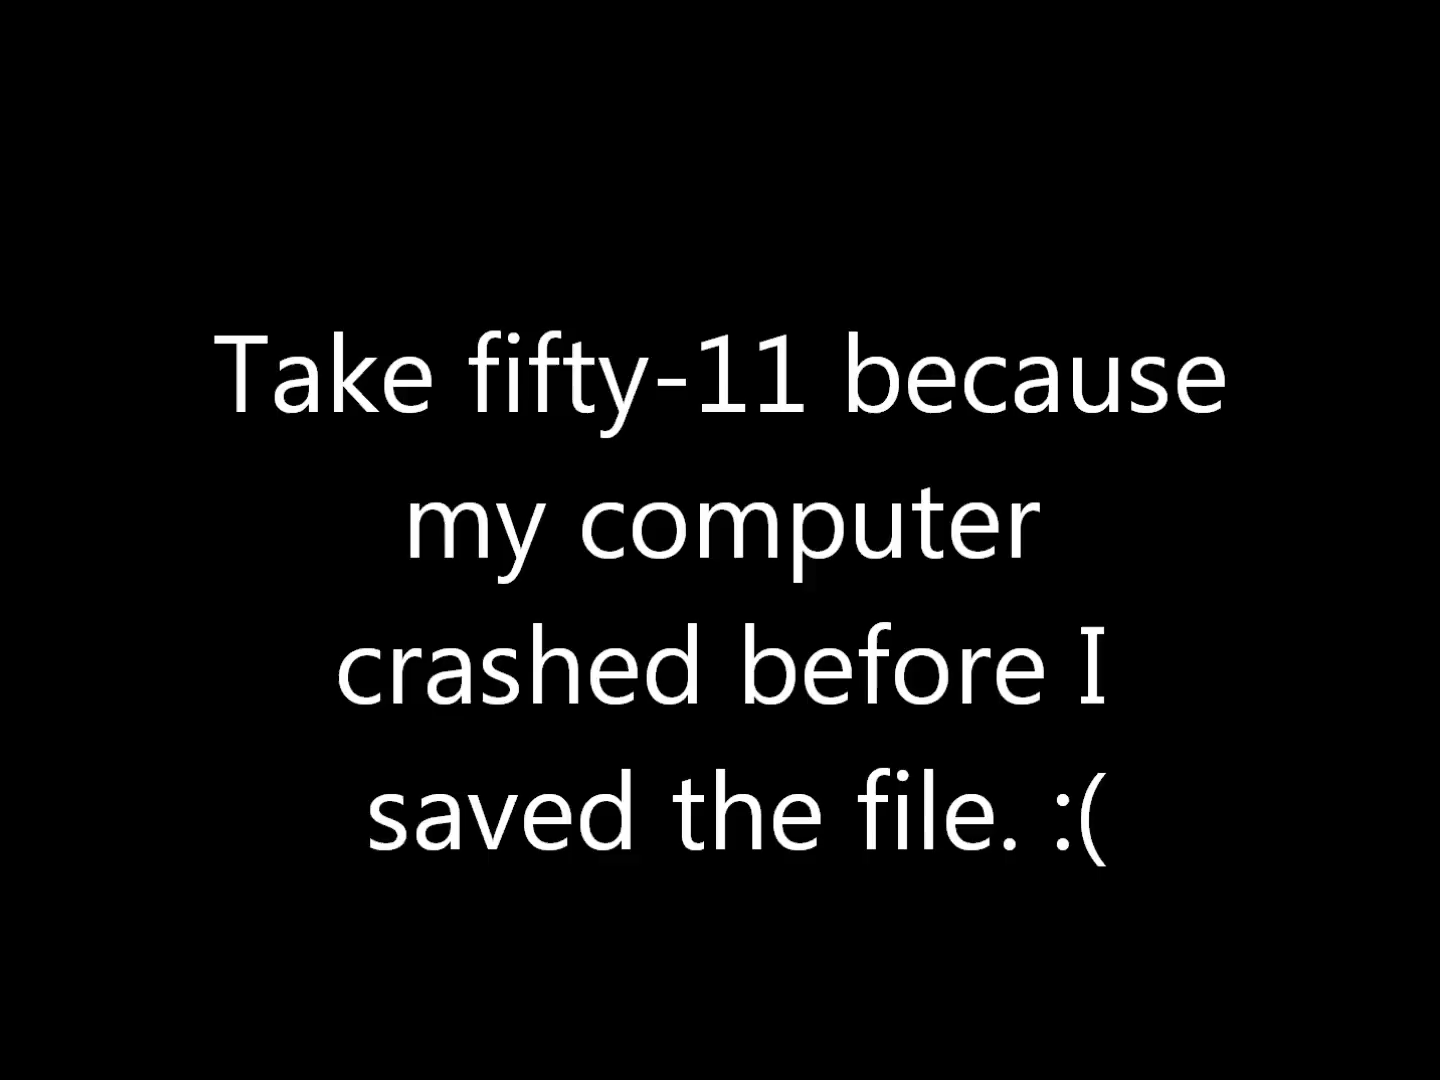 Take fifty-11 because
my computer
crashed before I
saved the file. :(